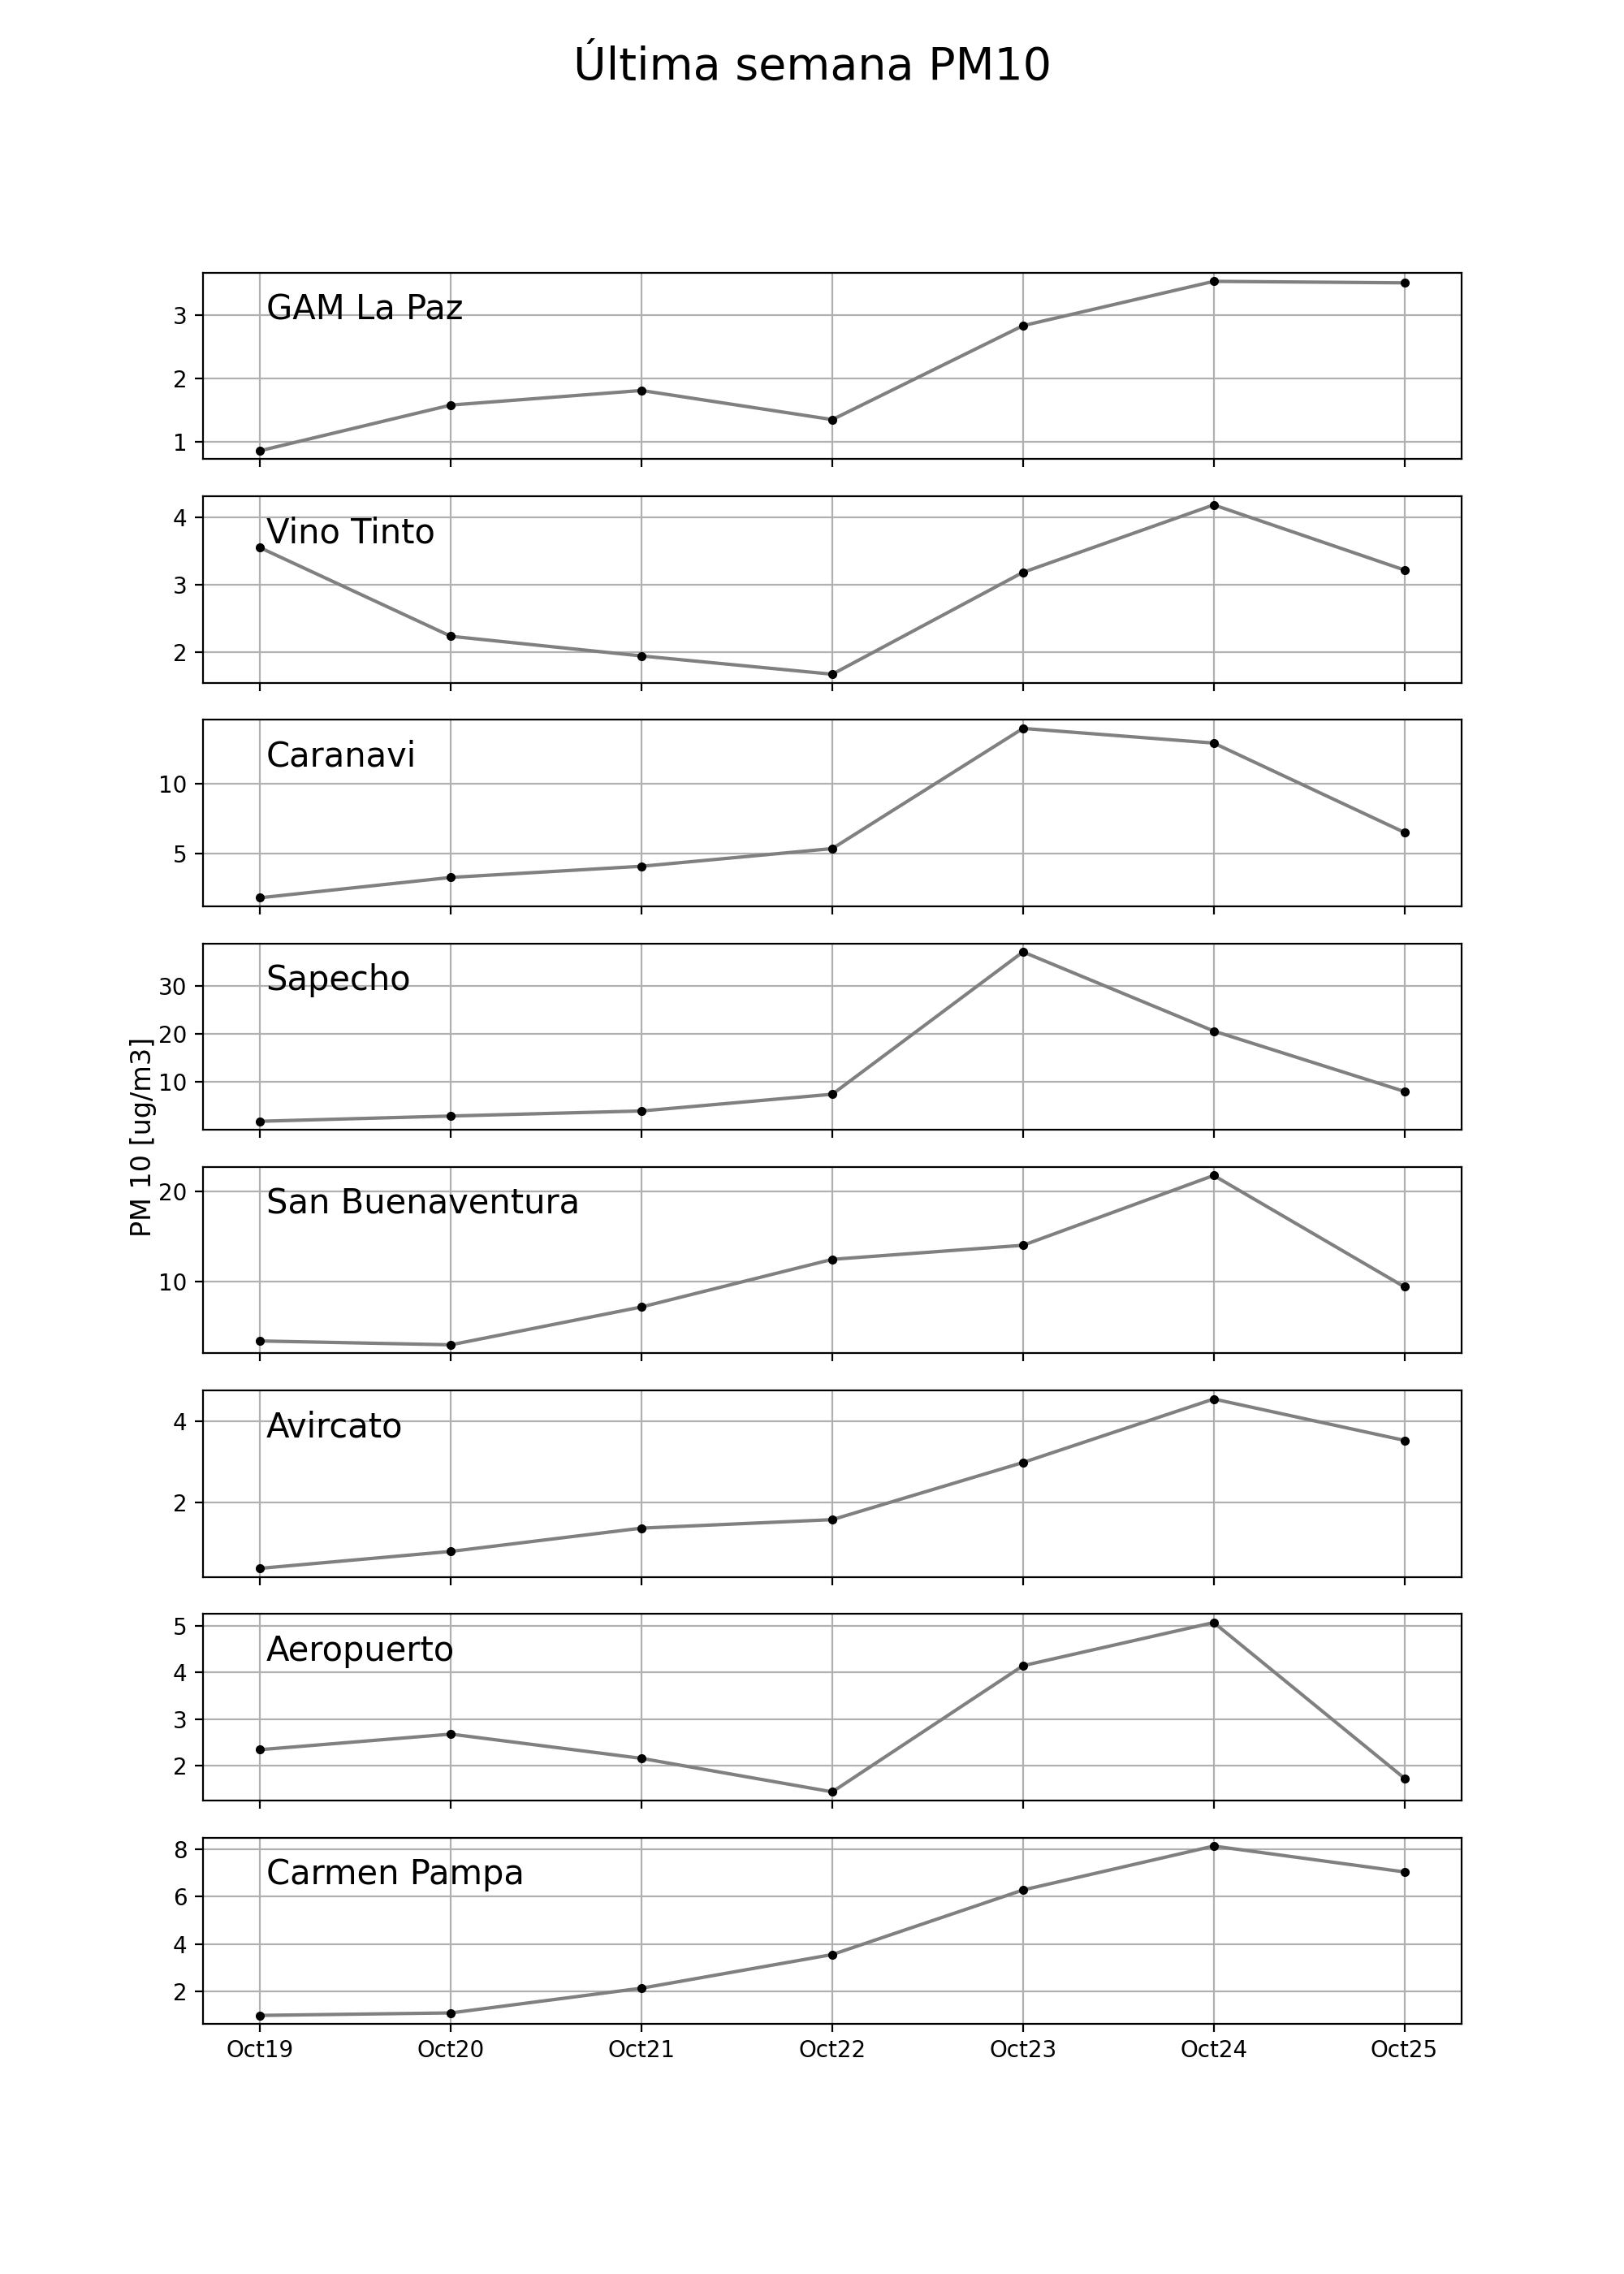 Última semana PM10
PM 10 [ug/m3]
GAM La Paz
3
2
1
Vino Tinto
4
3
2
Caranavi
10
5
Sapecho
30
20
10
San Buenaventura
20
10
Avircato
4
2
Aeropuerto
5
4
3
2
Carmen Pampa
8
6
4
2
Oct19 Oct20 Oct21 Oct22 Oct23 Oct24 Oct25